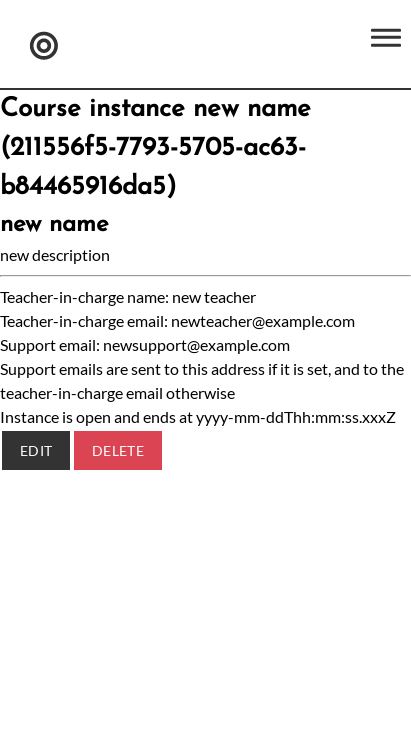 Course instance new name
(211556f5-7793-5705-ac63-
b84465916da5)
new name
new description
Teacher-in-charge name: new teacher
Teacher-in-charge email: newteacher@example.com
Support email: newsupport@example.com
Support emails are sent to this address if it is set, and to the
teacher-in-charge email otherwise
Instance is open and ends at yyyy-mm-ddThh:mm:ss.xxxZ
EDIT DELETE